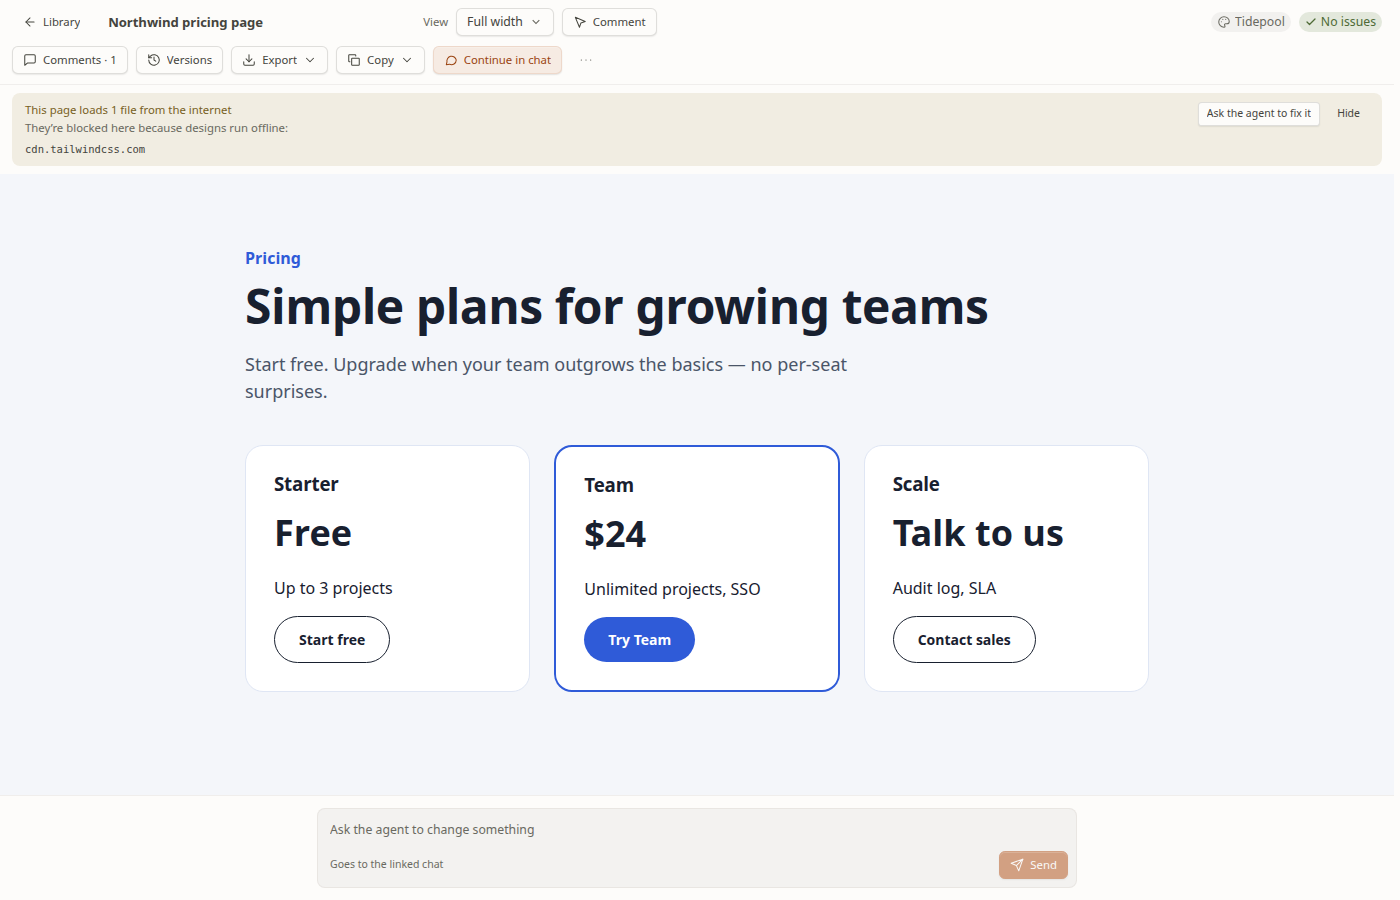 Library
Northwind pricing page
View
Full width
Comment
Tidepool
No issues
Comments · 1
Versions
Export
Copy
Continue in chat
···
This page loads 1 file from the internet
They're blocked here because designs run offline:
cdn.tailwindcss.com
Ask the agent to fix it
Hide
Pricing
Simple plans for growing teams
Start free. Upgrade when your team outgrows the basics — no per-seat
surprises.
Starter
Free
Up to 3 projects
Start free
Team
$24
Unlimited projects, SSO
Try Team
Scale
Talk to us
Audit log, SLA
Contact sales
Ask the agent to change something
Goes to the linked chat
Send